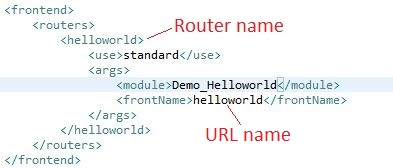 <frontend>
<routers>
<helloworld>
Router name
<use>standard</use>
<args>
<module>Demo_Helloworld</module>
<frontName>helloworld</frontName>
</args>
</helloworld>
URL name
</routers>
</frontend>